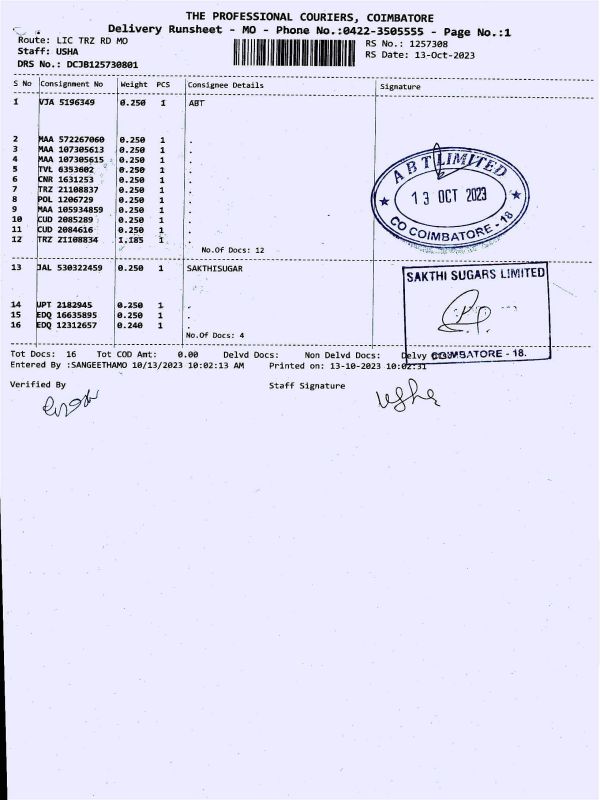 THE PROFESSIONAL COURIERS, COIMBATORE
Delivery Runsheet - MO - Phone No.:0422-3505555 - Page No.:1
Route: LIC TRZ RD MO
RS No.: 1257308
Staff: USHA
RS Date: 13-Oct-2023
DRS No.: DCJB125730801
S No Consignment No Weight PCS Consignee Details Signature
1 VJA 5196349 0.250 1 ABT
2 MAA 572267060 0.250 1 .
3 MAA 107305613 0.250 1 .
4 MAA 107305615 0.250 1 .
5 TVL 6353602 0.250 1 .
6 CNR 1631253 0.250 1 .
7 TRZ 21108837 0.250 1 .
8 POL 1206729 0.250 1 .
9 MAA 105934859 0.250 1 .
10 CUD 2085289 0.250 1 .
11 CUD 2084616 0.250 1 .
12 TRZ 21108834 1.185 1 .
No.Of Docs: 12
ABT LIMITED
13 OCT 2023
CO COIMBATORE - 18
13 JAL 530322459 0.250 1 SAKTHISUGAR
14 UPT 2182945 0.250 1 .
15 EDQ 16635895 0.250 1 .
16 EDQ 12312657 0.240 1 .
No.Of Docs: 4
SAKTHI SUGARS LIMITED
COIMBATORE - 18.
Tot Docs: 16 Tot COD Amt: 0.00 Delvd Docs: Non Delvd Docs: Delvy
Entered By :SANGEETHAMO 10/13/2023 10:02:13 AM Printed on: 13-10-2023 10:02:31
Verified By Staff Signature
usha